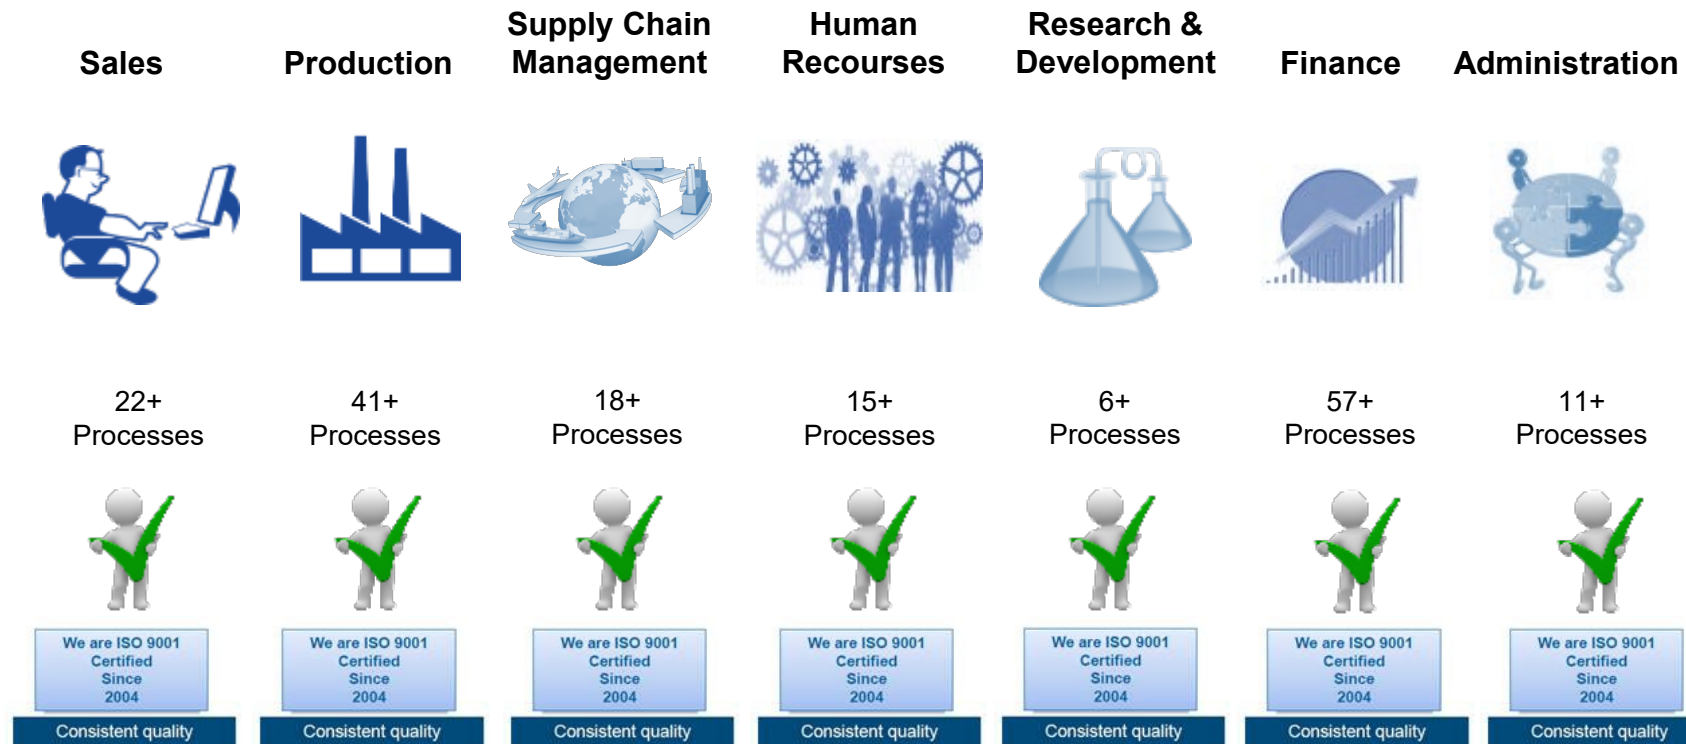 Sales
Production
Supply Chain
Management
Human
Recourses
Research &
Development
Finance
Administration
22+
Processes
41+
Processes
18+
Processes
15+
Processes
6+
Processes
57+
Processes
11+
Processes
We are ISO 9001
Certified
Since
2004
Consistent quality
We are ISO 9001
Certified
Since
2004
Consistent quality
We are ISO 9001
Certified
Since
2004
Consistent quality
We are ISO 9001
Certified
Since
2004
Consistent quality
We are ISO 9001
Certified
Since
2004
Consistent quality
We are ISO 9001
Certified
Since
2004
Consistent quality
We are ISO 9001
Certified
Since
2004
Consistent quality